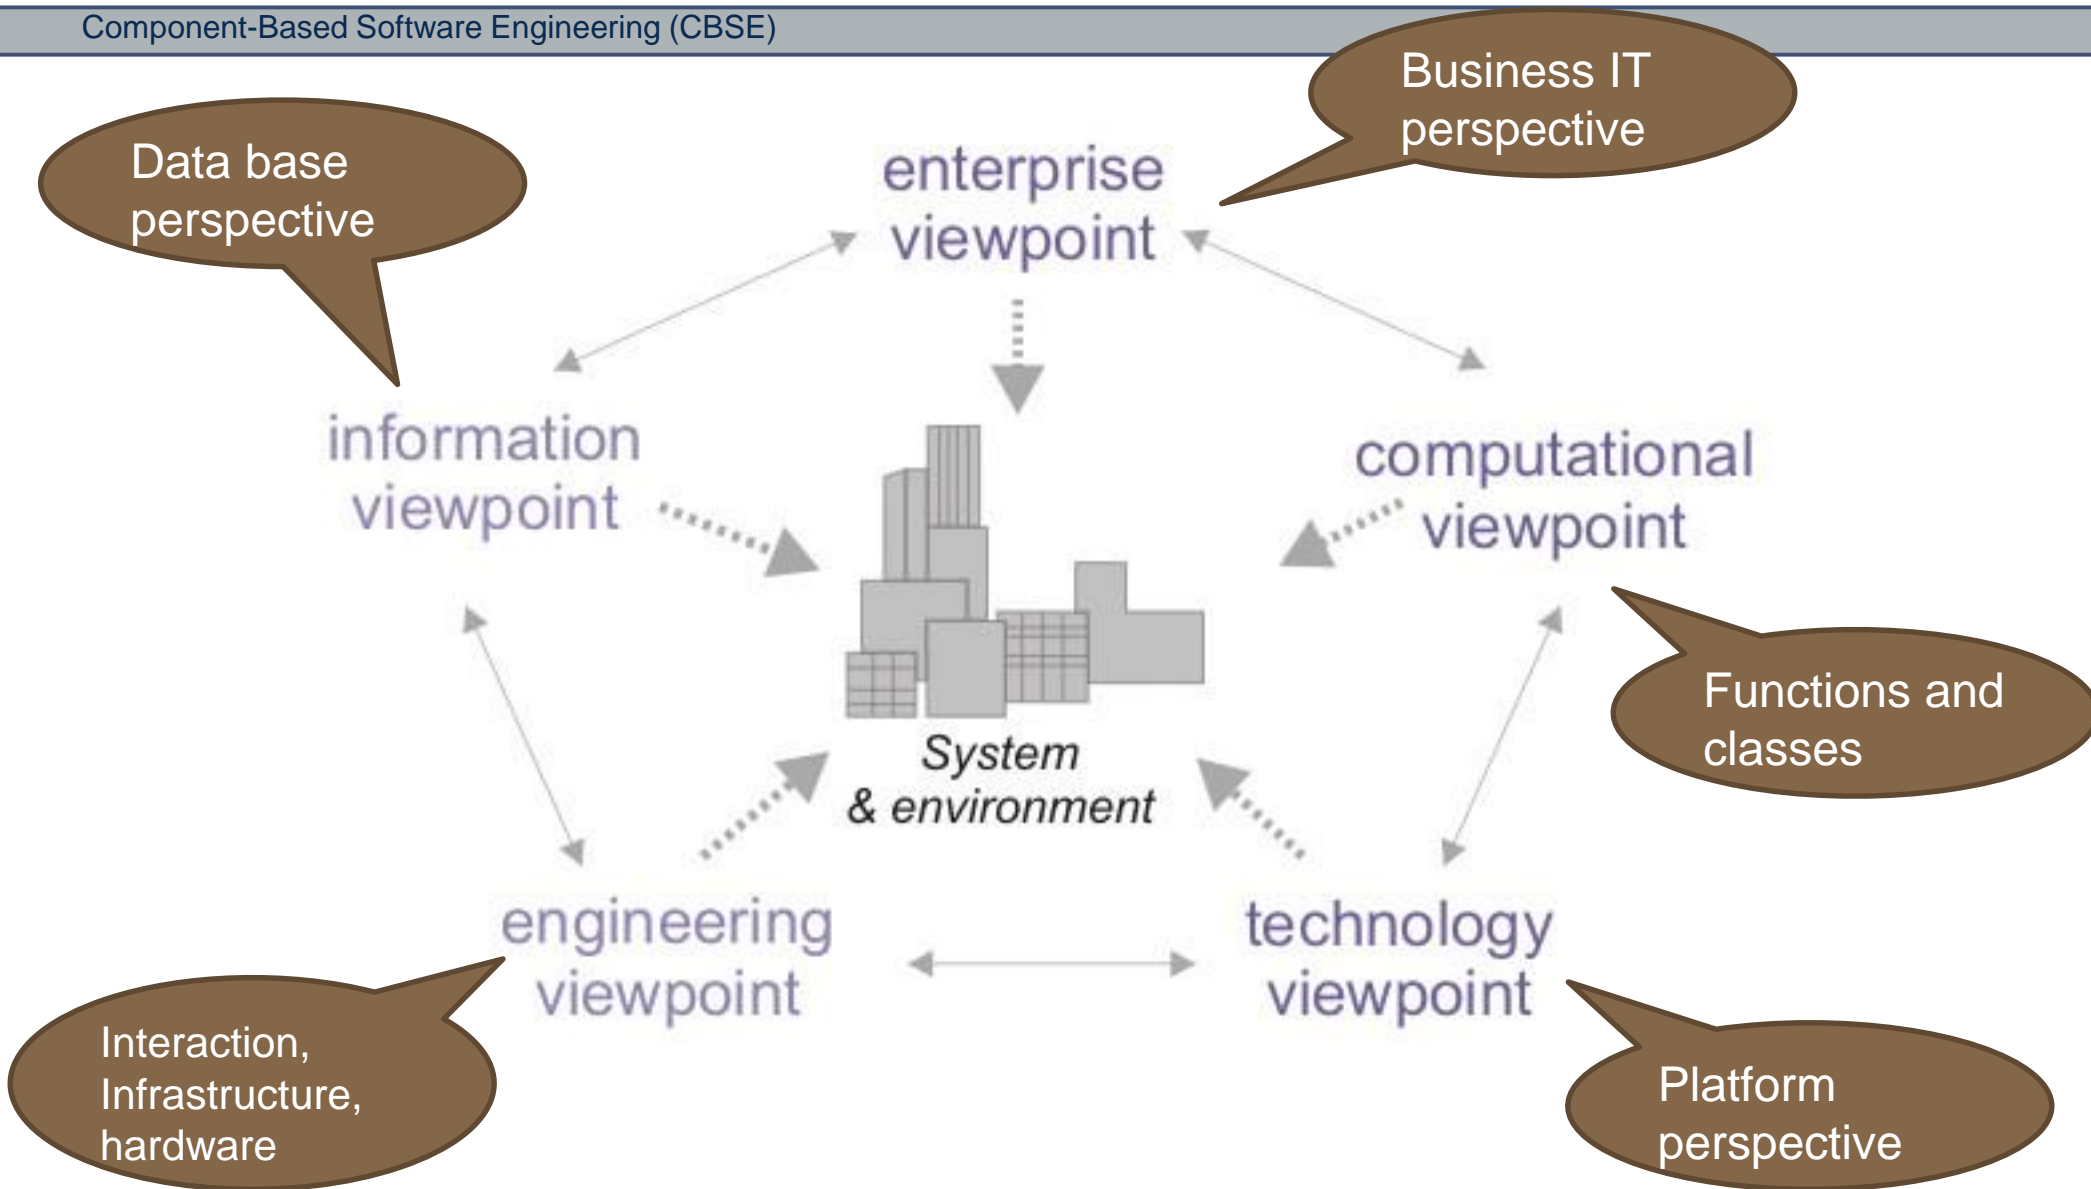 Component-Based Software Engineering (CBSE)
Business IT
perspective
Data base
perspective
enterprise
viewpoint
information
viewpoint
computational
viewpoint
Functions and
classes
System
& environment
engineering
viewpoint
technology
viewpoint
Interaction,
Infrastructure,
hardware
Platform
perspective